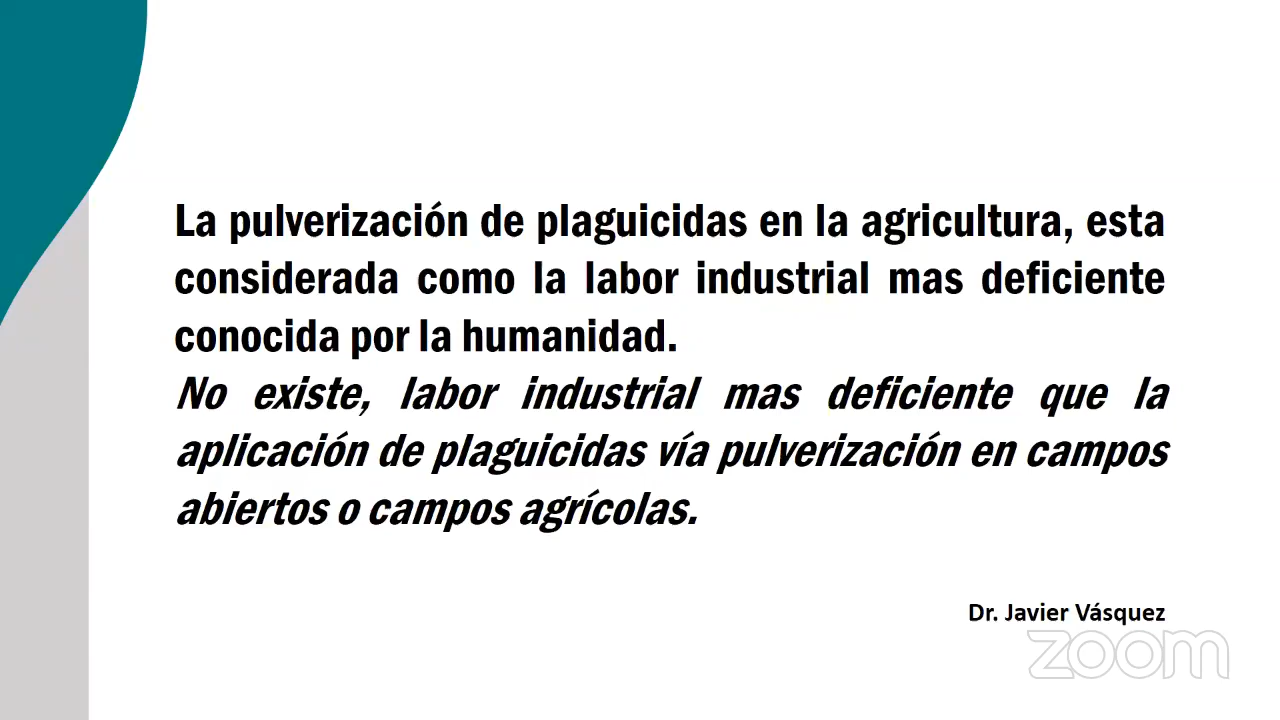 La pulverización de plaguicidas en la agricultura, esta
considerada como la labor industrial mas deficiente
conocida por la humanidad.
No existe, labor industrial mas deficiente que la
aplicación de plaguicidas vía pulverización en campos
abiertos o campos agrícolas.
Dr. Javier Vásquez
zoom